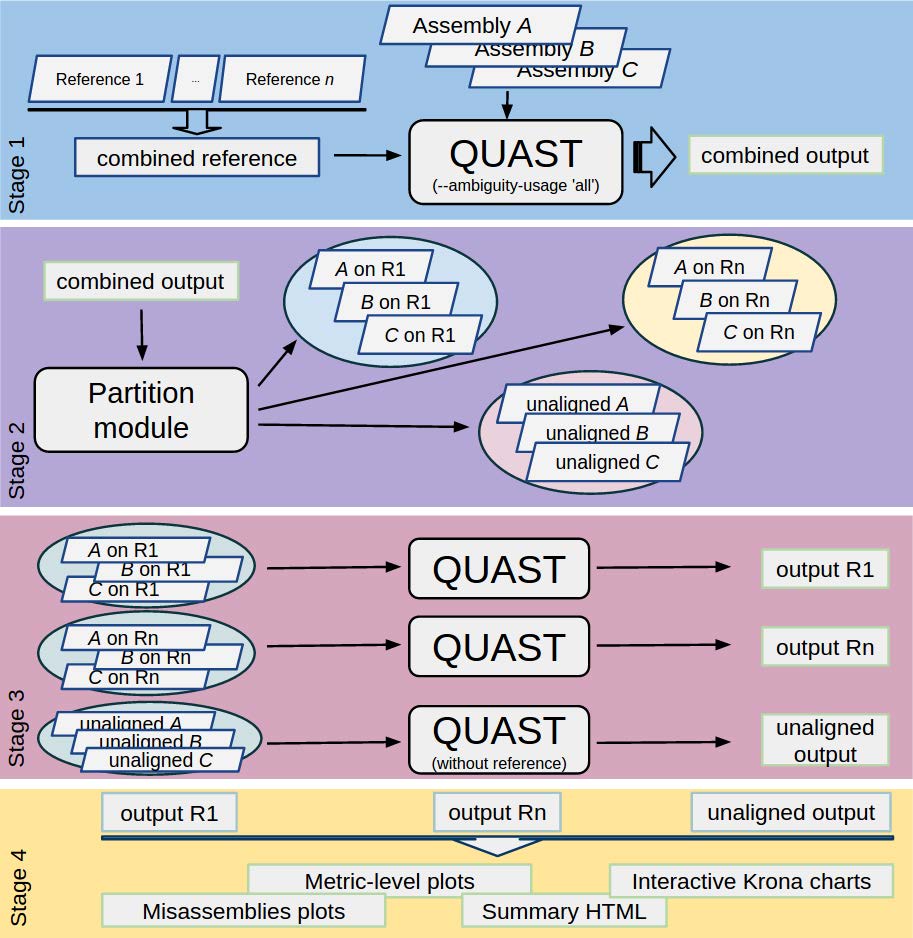 Stage 1
Assembly A
Assembly B
Assembly C
Reference 1
...
Reference n
combined reference
QUAST
(--ambiguity-usage 'all')
combined output
Stage 2
combined output
Partition
module
A on R1
B on R1
C on R1
A on Rn
B on Rn
C on Rn
unaligned A
unaligned B
unaligned C
Stage 3
A on R1
B on R1
C on R1
QUAST
output R1
A on Rn
B on Rn
C on Rn
QUAST
output Rn
unaligned A
unaligned B
unaligned C
QUAST
(without reference)
unaligned
output
Stage 4
output R1
output Rn
unaligned output
Metric-level plots
Interactive Krona charts
Misassemblies plots
Summary HTML